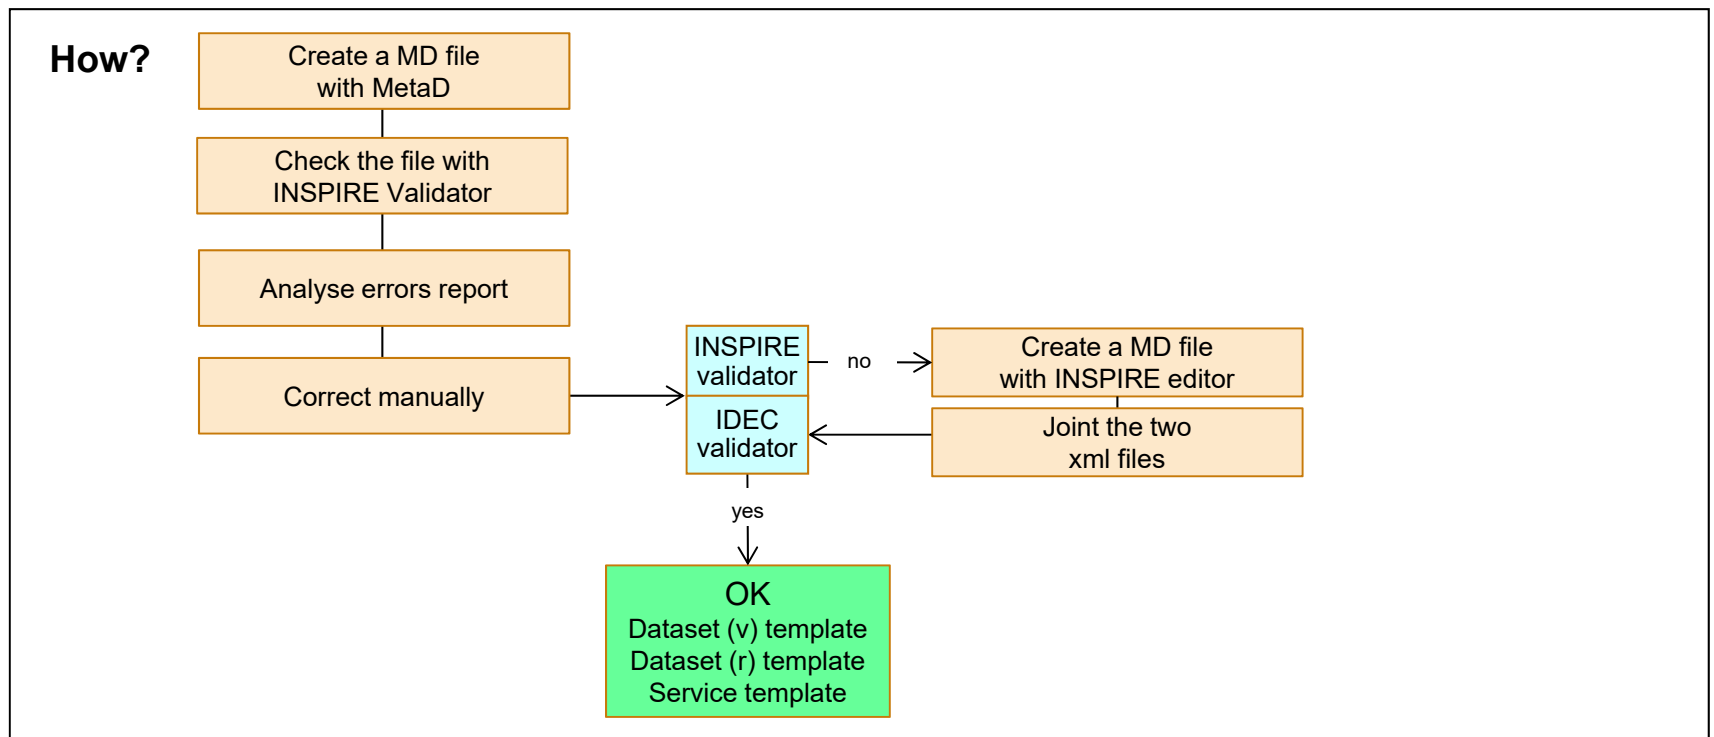 How?
Create a MD file
with MetaD
Check the file with
INSPIRE Validator
Analyse errors report
Correct manually
INSPIRE
validator
IDEC
validator
no
Create a MD file
with INSPIRE editor
Joint the two
xml files
yes
OK
Dataset (v) template
Dataset (r) template
Service template